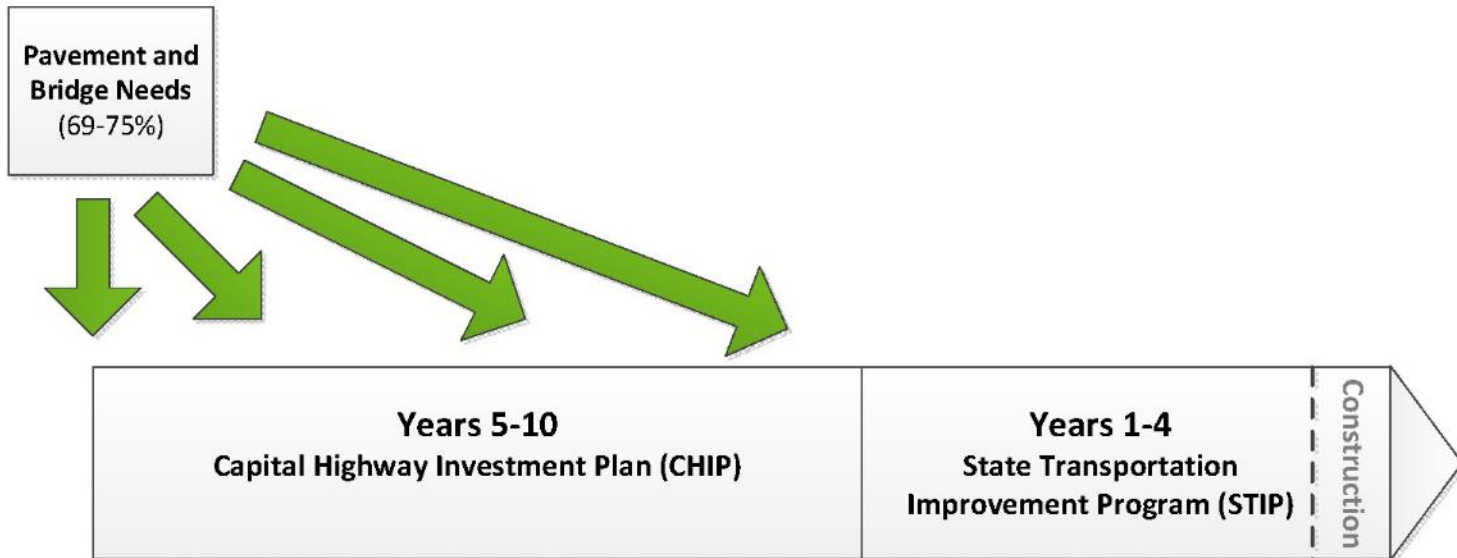 Pavement and
Bridge Needs
(69-75%)
Years 5-10
Capital Highway Investment Plan (CHIP)
Years 1-4
State Transportation
Improvement Program (STIP)
Construction